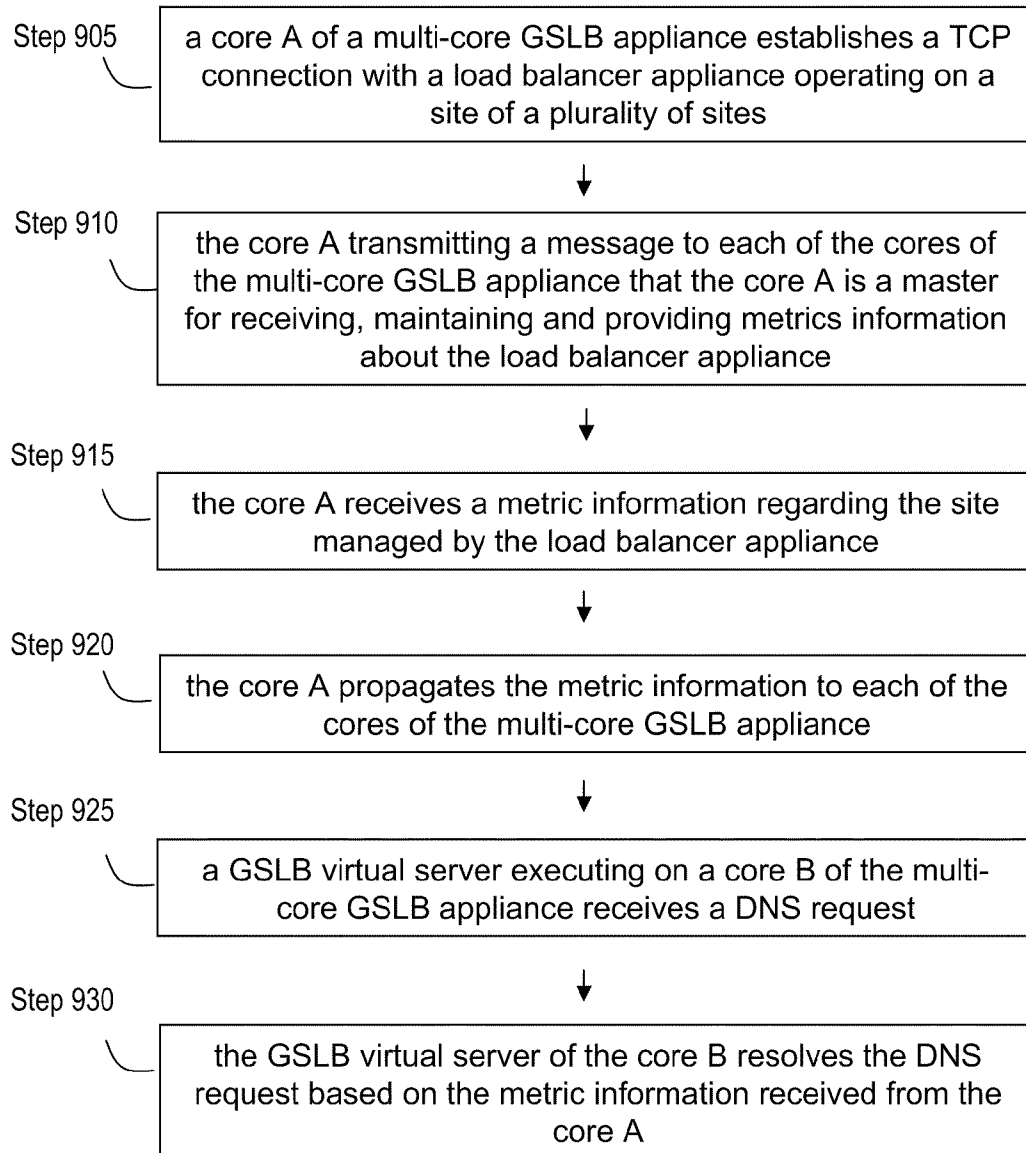 Step 905
a core A of a multi-core GSLB appliance establishes a TCP
connection with a load balancer appliance operating on a
site of a plurality of sites
Step 910
the core A transmitting a message to each of the cores of
the multi-core GSLB appliance that the core A is a master
for receiving, maintaining and providing metrics information
about the load balancer appliance
Step 915
the core A receives a metric information regarding the site
managed by the load balancer appliance
Step 920
the core A propagates the metric information to each of the
cores of the multi-core GSLB appliance
Step 925
a GSLB virtual server executing on a core B of the multi-
core GSLB appliance receives a DNS request
Step 930
the GSLB virtual server of the core B resolves the DNS
request based on the metric information received from the
core A